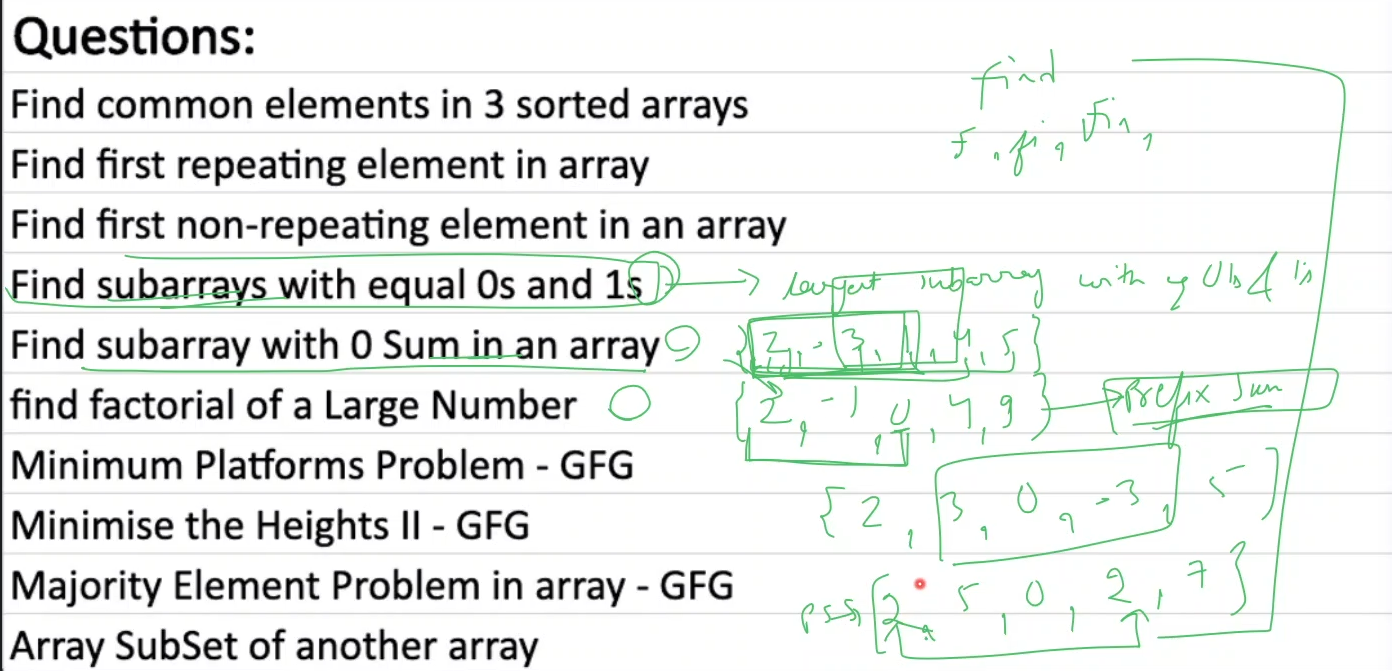 Questions:
Find common elements in 3 sorted arrays
Find first repeating element in array
Find first non-repeating element in an array
Find subarrays with equal 0s and 1s
Find subarray with 0 Sum in an array
find factorial of a Large Number
Minimum Platforms Problem - GFG
Minimise the Heights II - GFG
Majority Element Problem in array - GFG
Array SubSet of another array
find
f, fi, fin,
Largest subarray with 0's & 1's
{2, -3, 1, 4, 5}
{2, -1, 0, 4, 9}
Prefix Sum
{2, 3, 0, -3, 5}
{2, 5, 0, 2, 7}